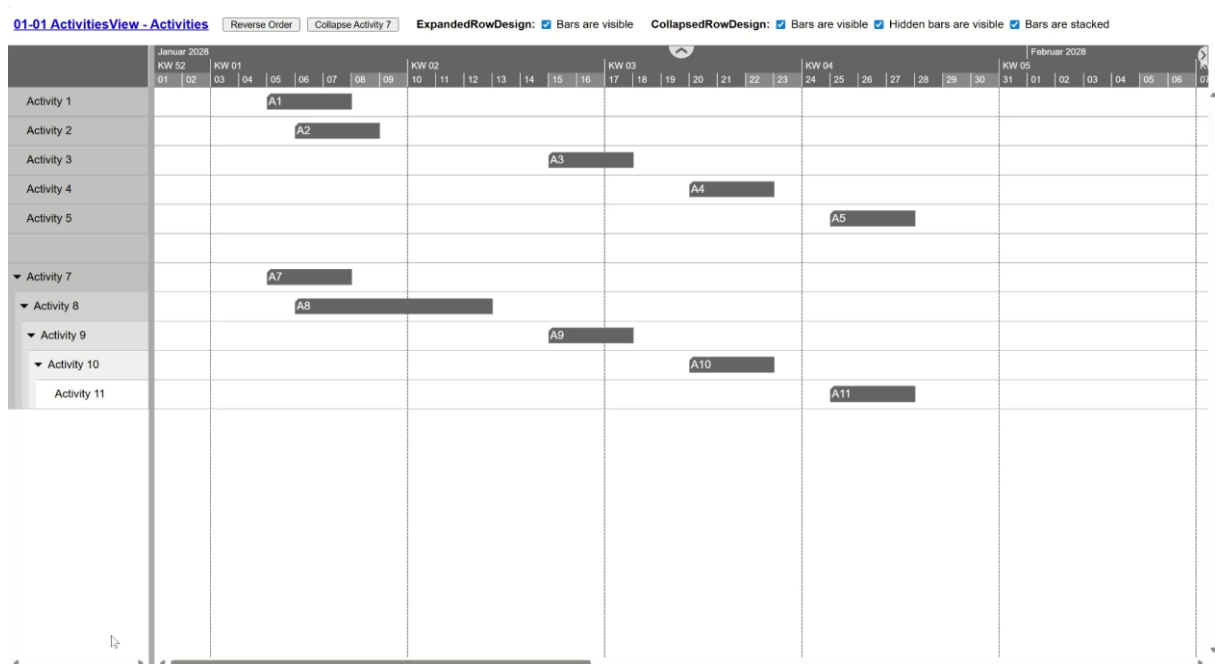 01-01 ActivitiesView - Activities Reverse Order Collapse Activity 7 ExpandedRowDesign: Bars are visible CollapsedRowDesign: Bars are visible Hidden bars are visible Bars are stacked
Januar 2028 Februar 2028
KW 52 KW 01 KW 02 KW 03 KW 04 KW 05
01 02 03 04 05 06 07 08 09 10 11 12 13 14 15 16 17 18 19 20 21 22 23 24 25 26 27 28 29 30 31 01 02 03 04 05 06 07
Activity 1 A1
Activity 2 A2
Activity 3 A3
Activity 4 A4
Activity 5 A5
Activity 7 A7
Activity 8 A8
Activity 9 A9
Activity 10 A10
Activity 11 A11